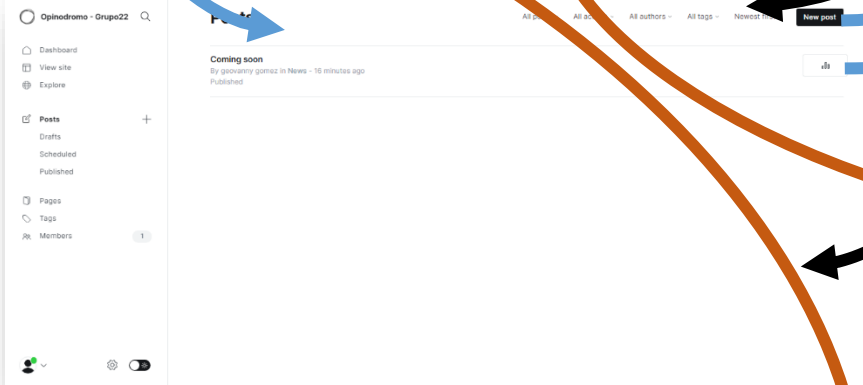 Opinodromo - Grupo22
Dashboard
View site
Explore
Posts
Drafts
Scheduled
Published
Pages
Tags
Members
1
All authors
All tags
Newest
New post
Coming soon
By geovanny gomez in News - 16 minutes ago
Published